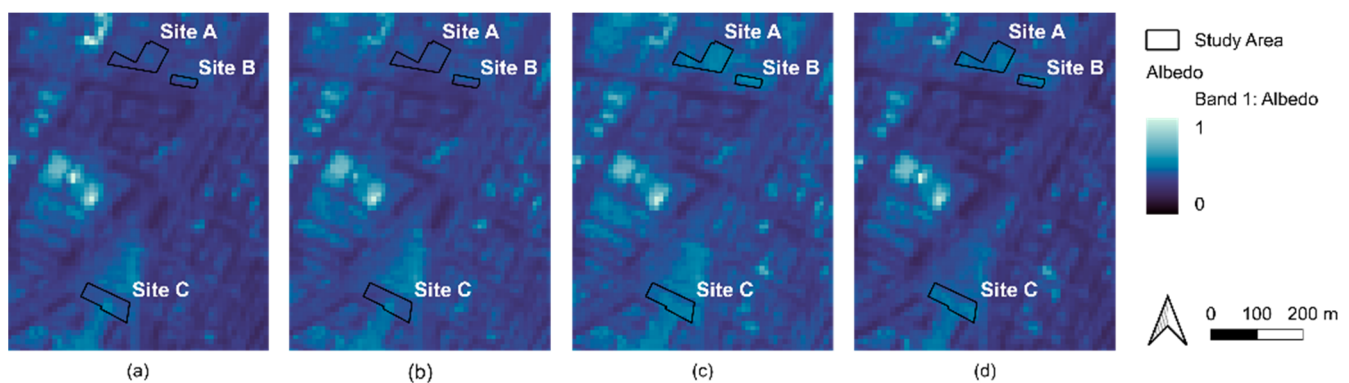 Site A
Site B
Site C
(a)
Site A
Site B
Site C
(b)
Site A
Site B
Site C
(c)
Site A
Site B
Site C
(d)
Study Area
Albedo
Band 1: Albedo
1
0
0 100 200 m